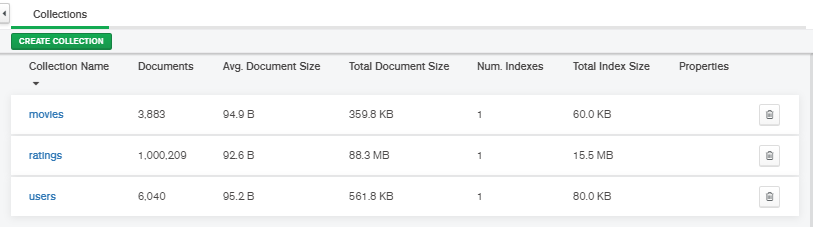 Collections
CREATE COLLECTION
Collection Name Documents Avg. Document Size Total Document Size Num. Indexes Total Index Size Properties
movies 3,883 94.9 B 359.8 KB 1 60.0 KB
ratings 1,000,209 92.6 B 88.3 MB 1 15.5 MB
users 6,040 95.2 B 561.8 KB 1 80.0 KB